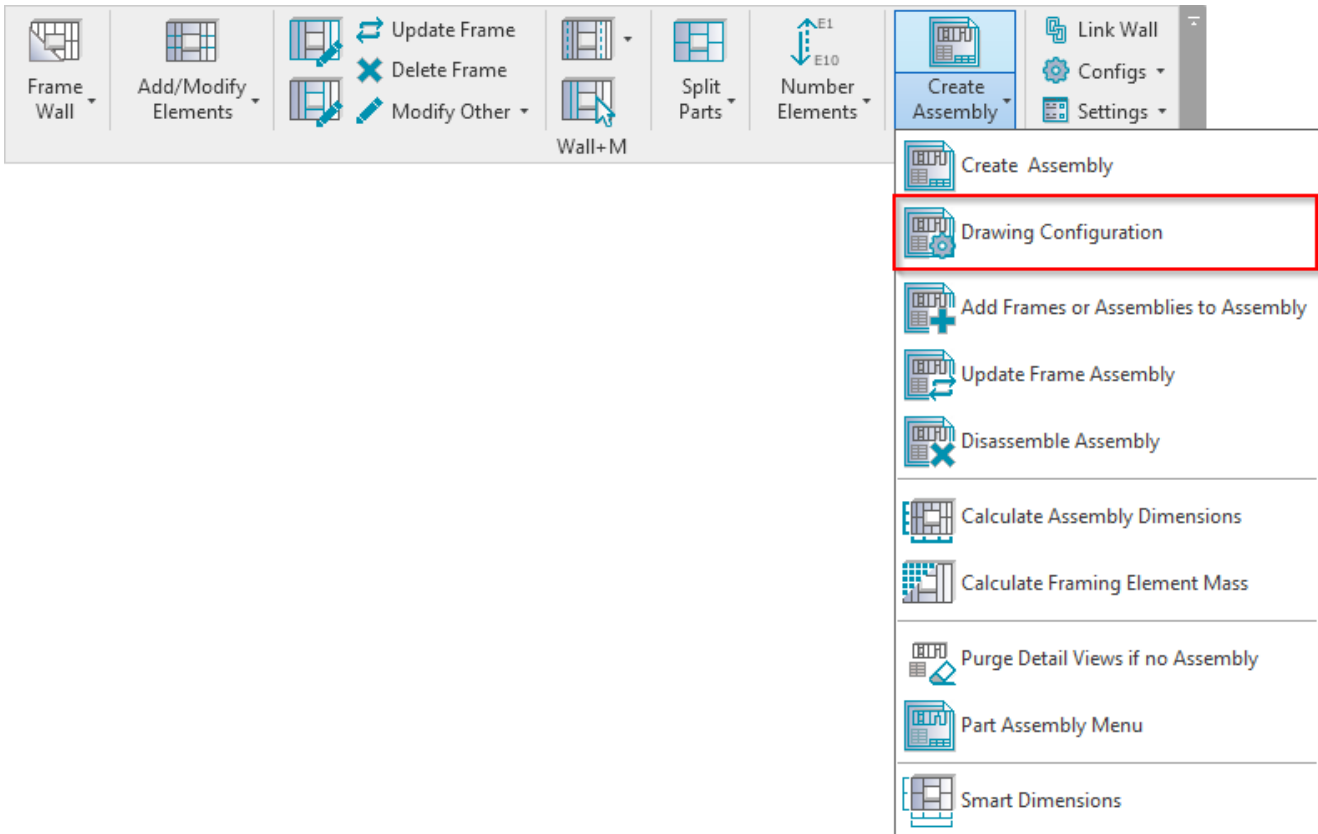 Frame
Wall
Add/Modify
Elements
Update Frame
Delete Frame
Modify Other
Split
Parts
E1
E10
Number
Elements
Create
Assembly
Link Wall
Configs
Settings
Wall+M
Create Assembly
Drawing Configuration
Add Frames or Assemblies to Assembly
Update Frame Assembly
Disassemble Assembly
Calculate Assembly Dimensions
Calculate Framing Element Mass
Purge Detail Views if no Assembly
Part Assembly Menu
Smart Dimensions